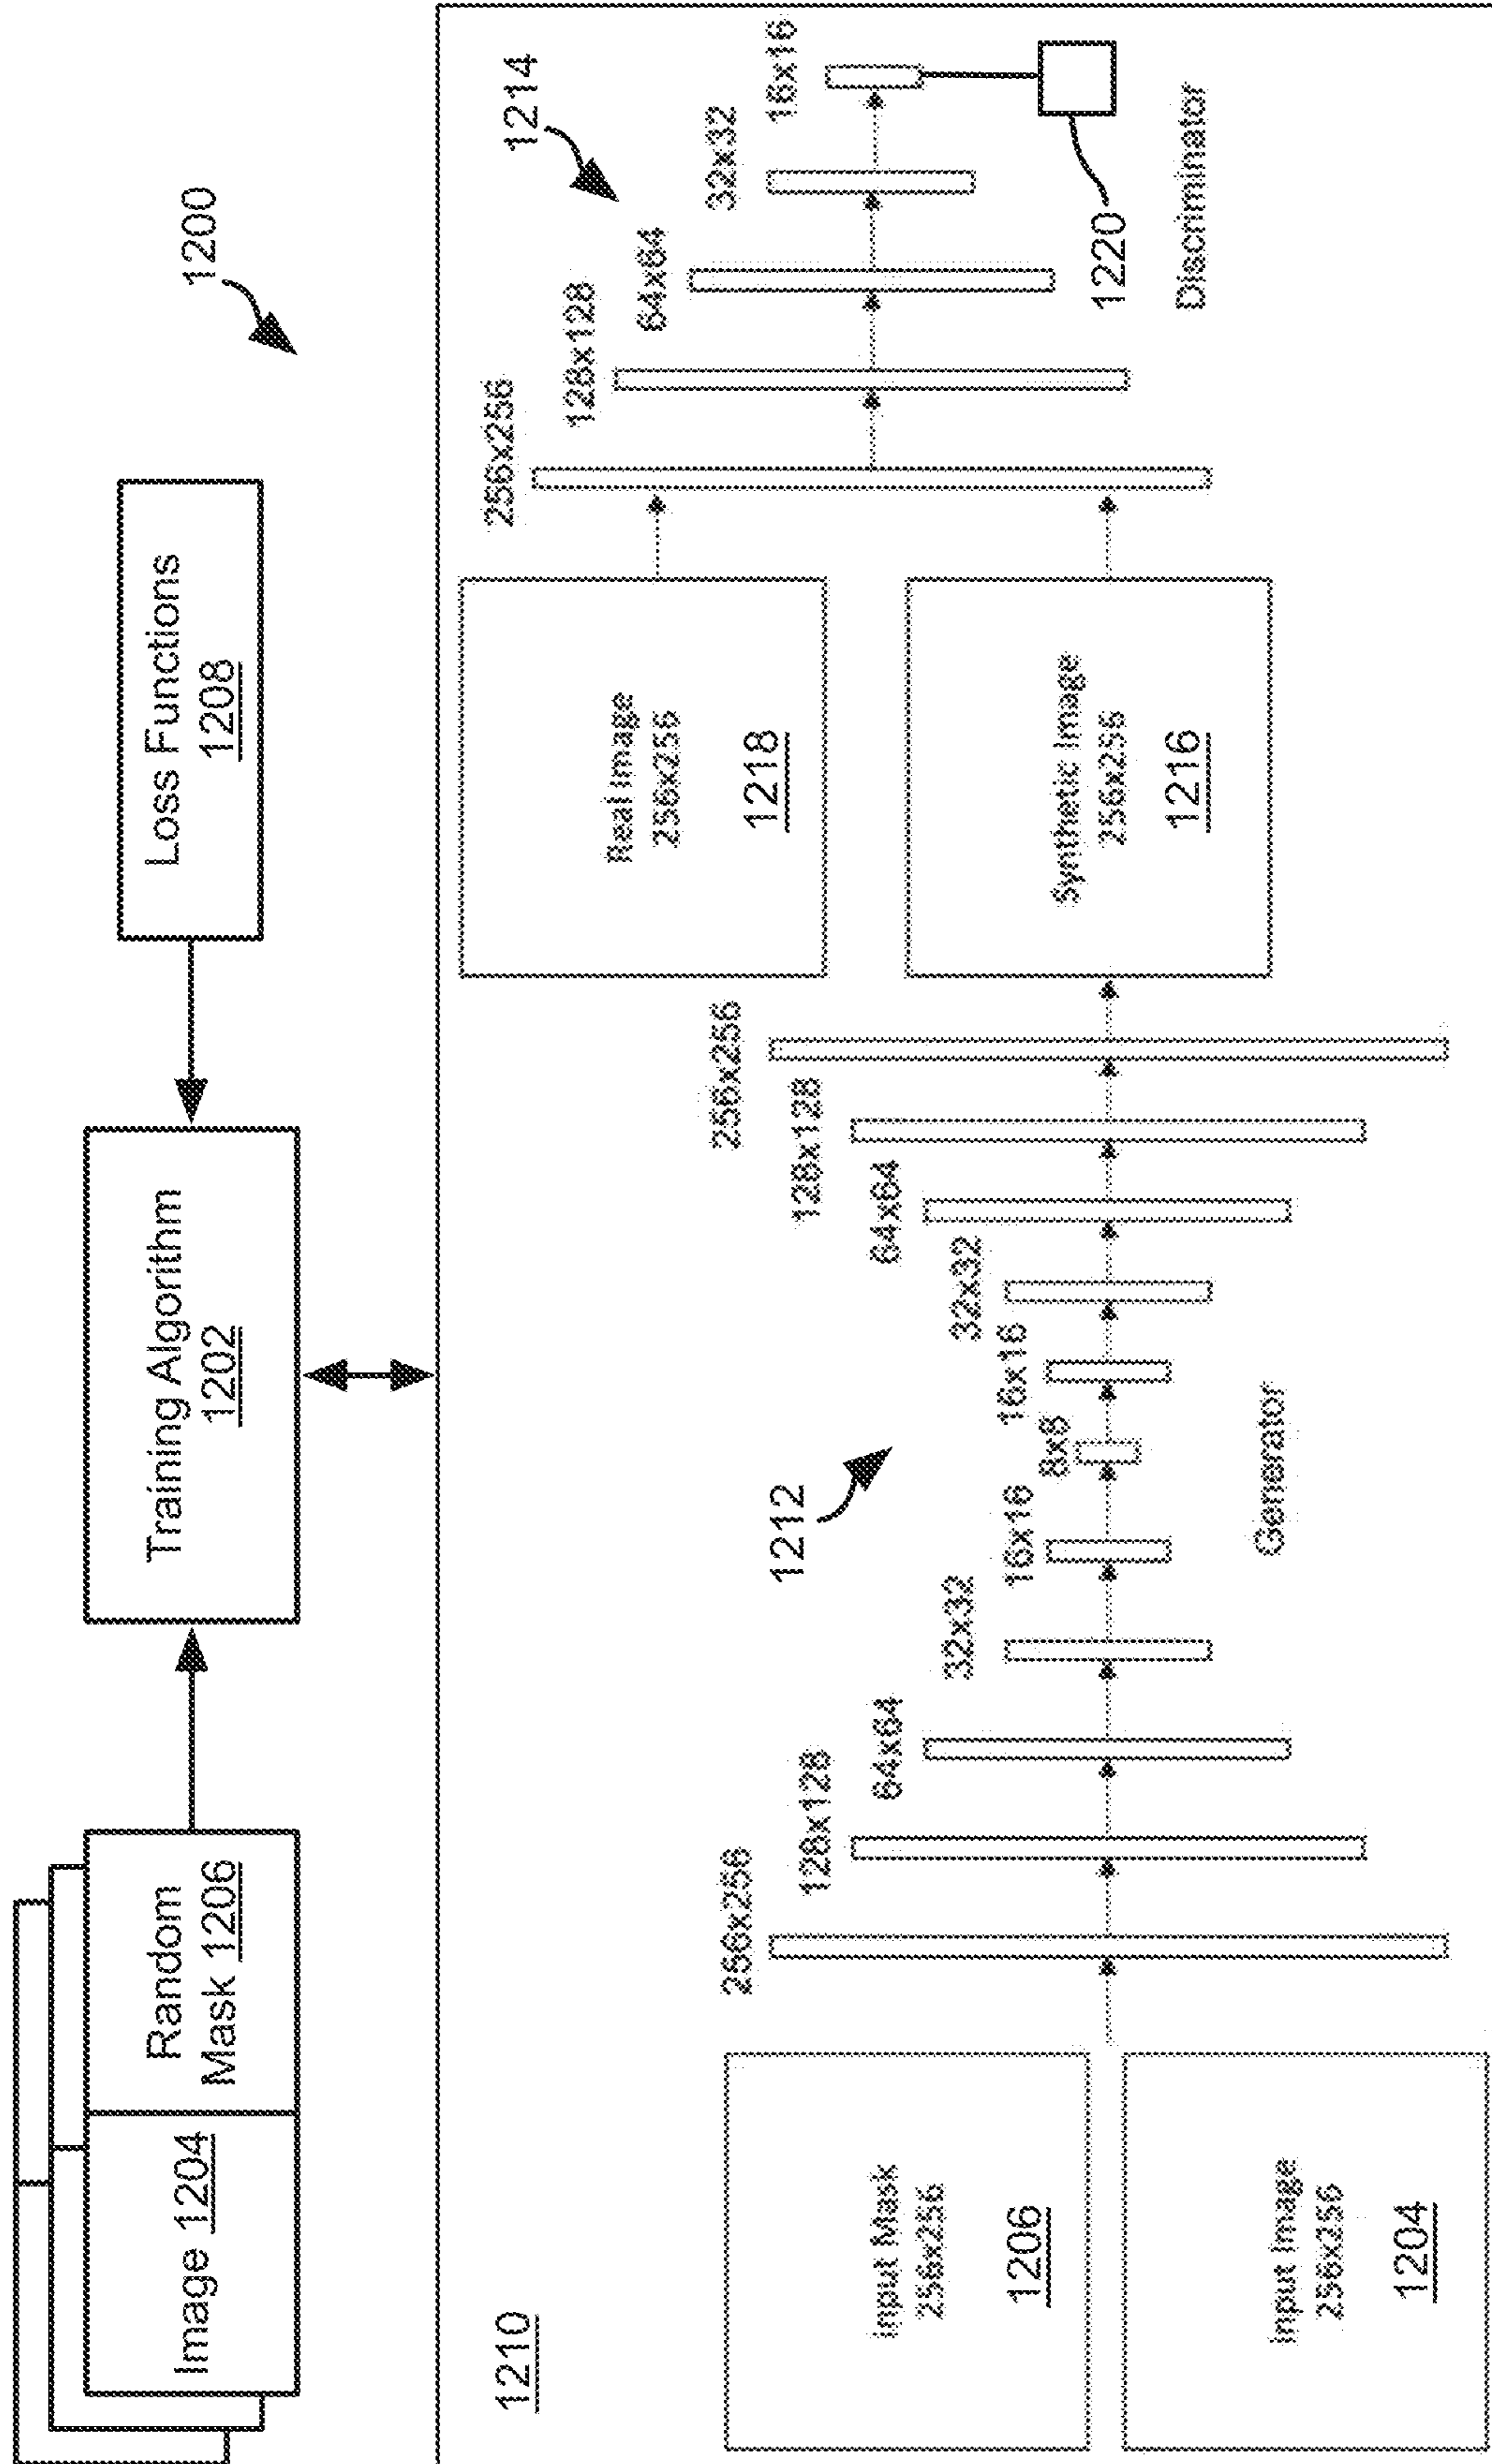 1200
Image 1204
Random
Mask 1206
Training Algorithm
1202
Loss Functions
1208
1210
Input Mask
256x256
1206
Input Image
256x256
1204
256x256
128x128
64x64
32x32
16x16
8x8
16x16
32x32
64x64
128x128
256x256
1212
Generator
Real Image
256x256
1218
Synthetic Image
256x256
1216
256x256
128x128
64x64
32x32
16x16
1214
1220
Discriminator